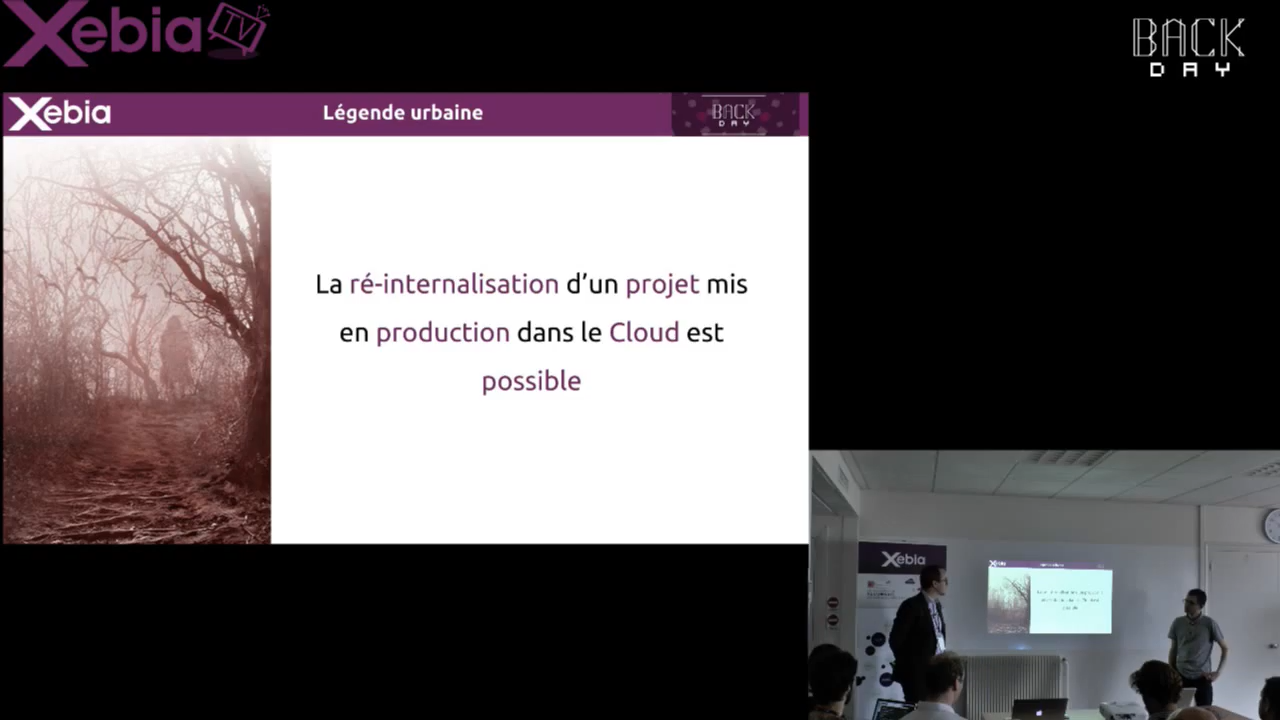 Xebia TV
BACK
DAY
Xebia
Légende urbaine
BACK
DAY
La ré-internalisation d’un projet mis
en production dans le Cloud est
possible
Xebia